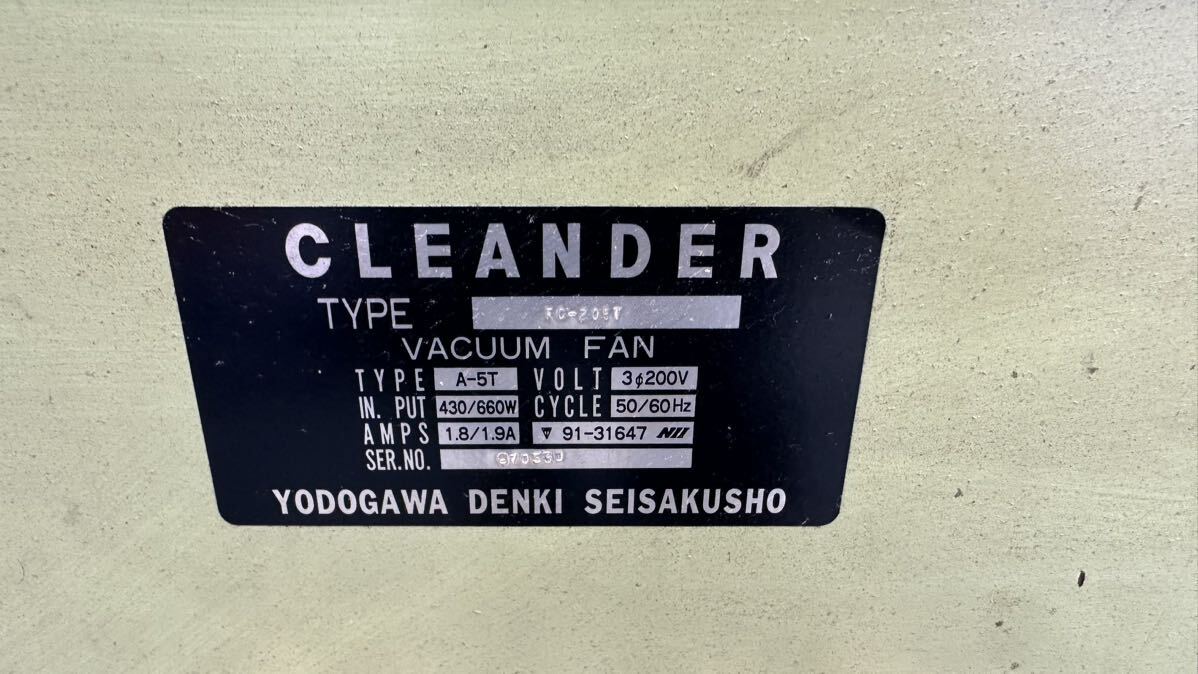 CLEANDER
TYPE
VACUUM FAN
TYPE A-5T VOLT 3φ200V
IN. PUT 430/660W CYCLE 50/60Hz
AMPS 1.8/1.9A ▽ 91-31647
SER.NO. 870530
YODOGAWA DENKI SEISAKUSHO